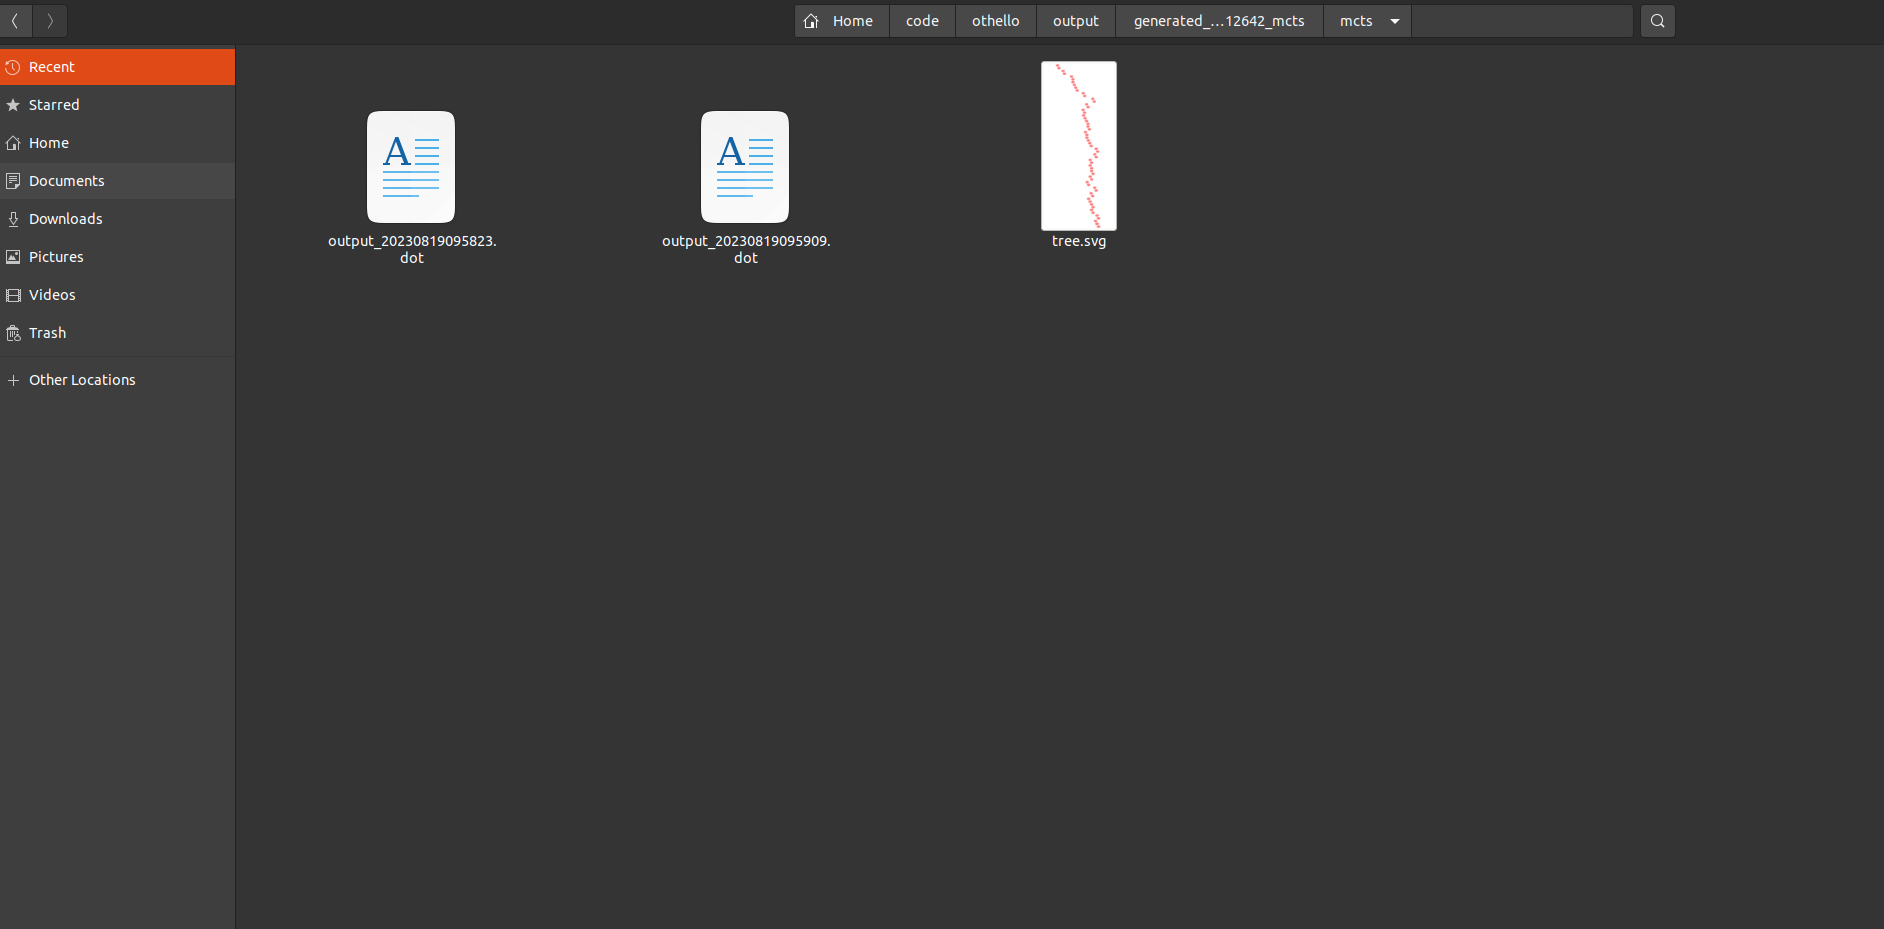 Home code othello output generated_...12642_mcts mcts
Recent
Starred
Home
Documents
Downloads
Pictures
Videos
Trash
Other Locations
output_20230819095823.
dot
output_20230819095909.
dot
tree.svg